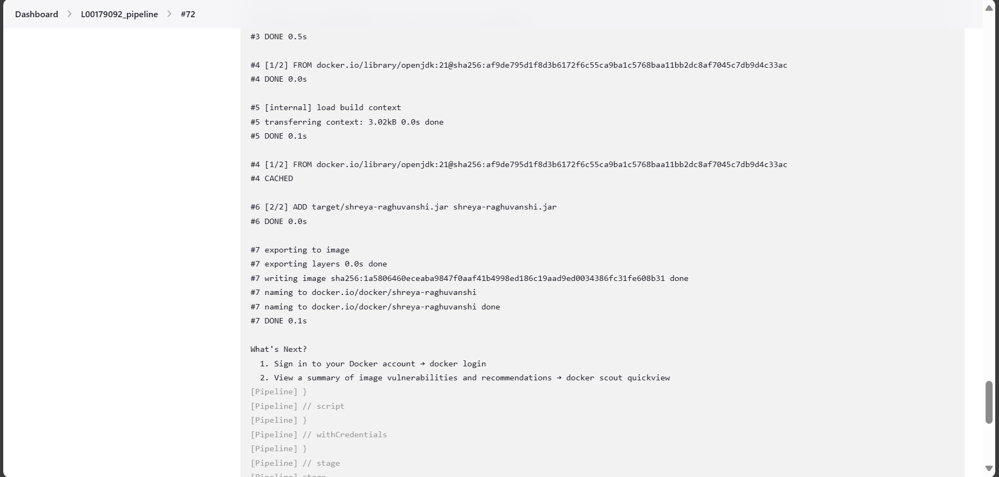 Dashboard > L00179092_pipeline > #72
#3 DONE 0.5s
#4 [1/2] FROM docker.io/library/openjdk:21@sha256:af9de795d1f8d3b6172f6c55ca9ba1c5768baa11bb2dc8af7045c7db9d4c33ac
#4 DONE 0.0s
#5 [internal] load build context
#5 transferring context: 3.02kB 0.0s done
#5 DONE 0.1s
#4 [1/2] FROM docker.io/library/openjdk:21@sha256:af9de795d1f8d3b6172f6c55ca9ba1c5768baa11bb2dc8af7045c7db9d4c33ac
#4 CACHED
#6 [2/2] ADD target/shreya-raghuvanshi.jar shreya-raghuvanshi.jar
#6 DONE 0.0s
#7 exporting to image
#7 exporting layers 0.0s done
#7 writing image sha256:1a5806460eceaba9847f0aaf41b4998ed186c19aad9ed0034386fc31fe608b31 done
#7 naming to docker.io/docker/shreya-raghuvanshi
#7 naming to docker.io/docker/shreya-raghuvanshi done
#7 DONE 0.1s
What's Next?
1. Sign in to your Docker account → docker login
2. View a summary of image vulnerabilities and recommendations → docker scout quickview
[Pipeline] }
[Pipeline] // script
[Pipeline] }
[Pipeline] // withCredentials
[Pipeline] }
[Pipeline] // stage
[Pipeline] stage